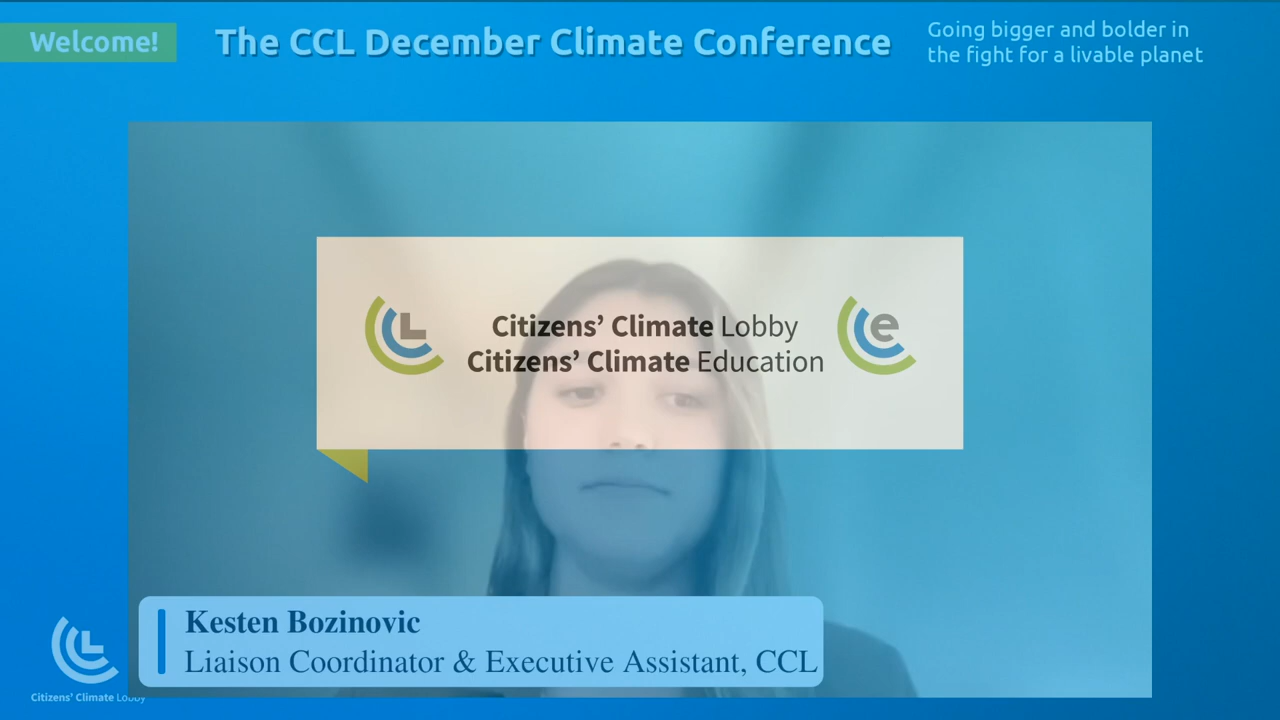 Welcome!
The CCL December Climate Conference
Going bigger and bolder in
the fight for a livable planet
Citizens' Climate Lobby
Citizens' Climate Education
Kesten Bozinovic
Liaison Coordinator & Executive Assistant, CCL
Citizens' Climate Lobby